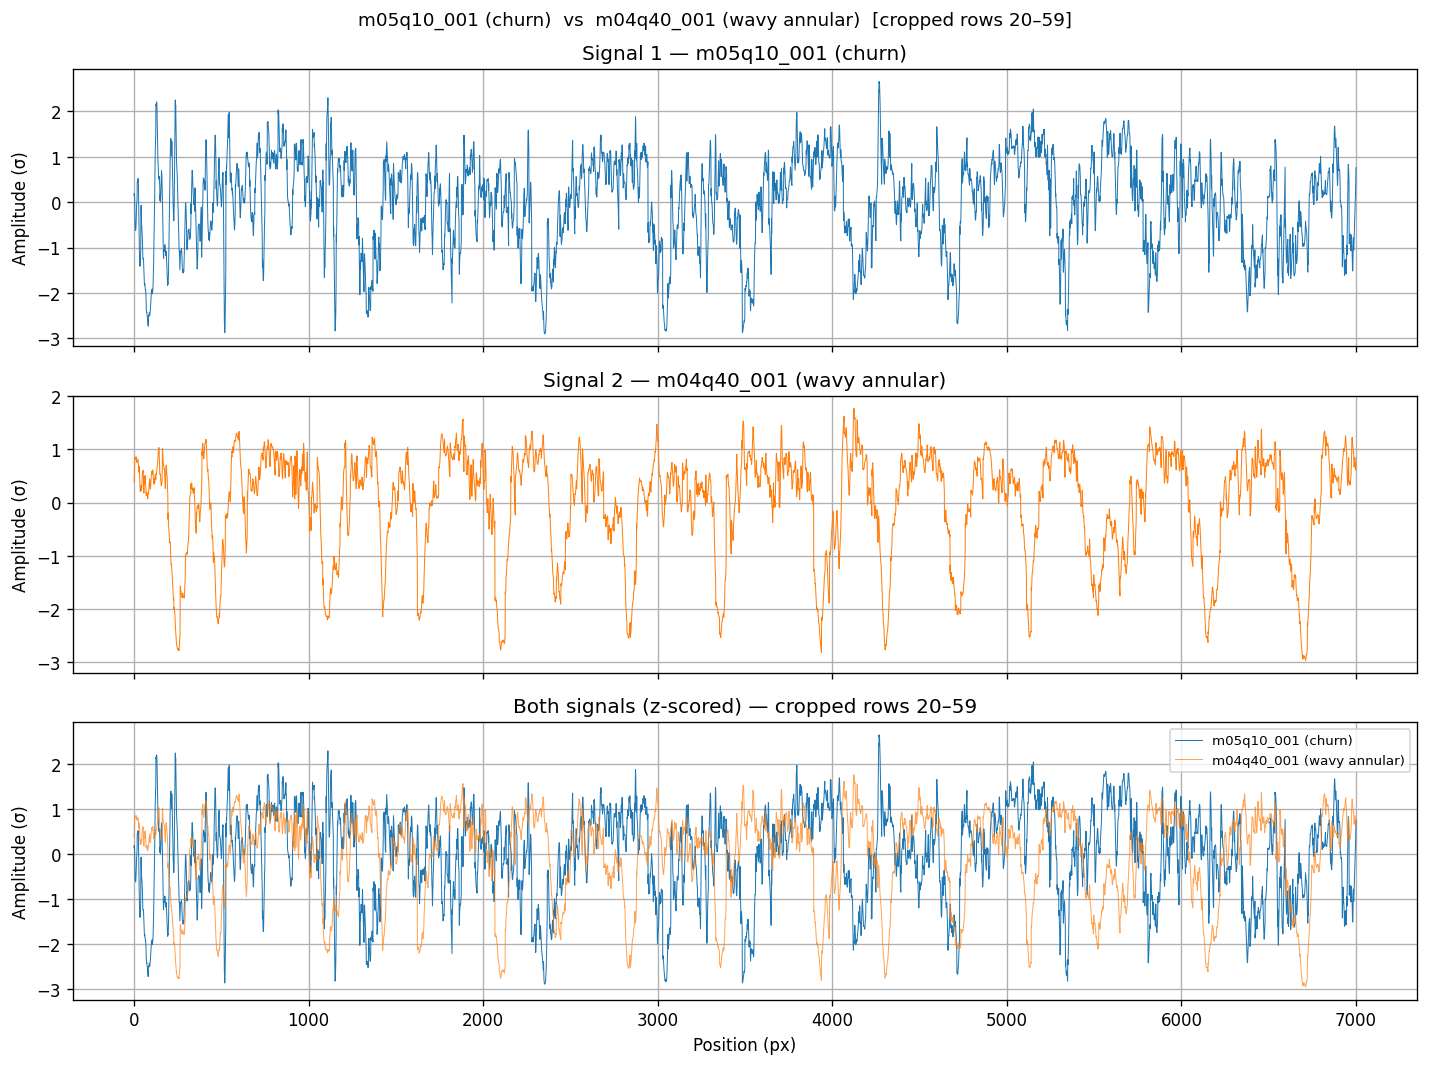 m05q10_001 (churn)  vs  m04q40_001 (wavy annular)  [cropped rows 20–59]
Signal 1 — m05q10_001 (churn)
Amplitude (σ)
2
1
0
−1
−2
−3
Signal 2 — m04q40_001 (wavy annular)
Amplitude (σ)
2
1
0
−1
−2
−3
Both signals (z-scored) — cropped rows 20–59
m05q10_001 (churn)
m04q40_001 (wavy annular)
Amplitude (σ)
2
1
0
−1
−2
−3
0 1000 2000 3000 4000 5000 6000 7000
Position (px)